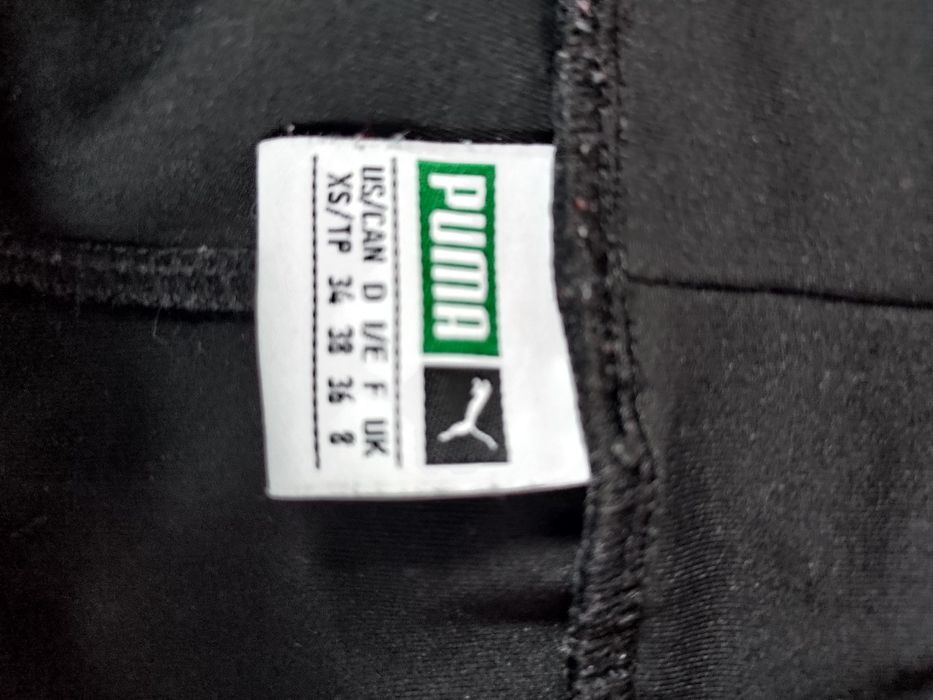 PUMA
US/CAN D I/E F UK
XS/TP 34 38 36 8